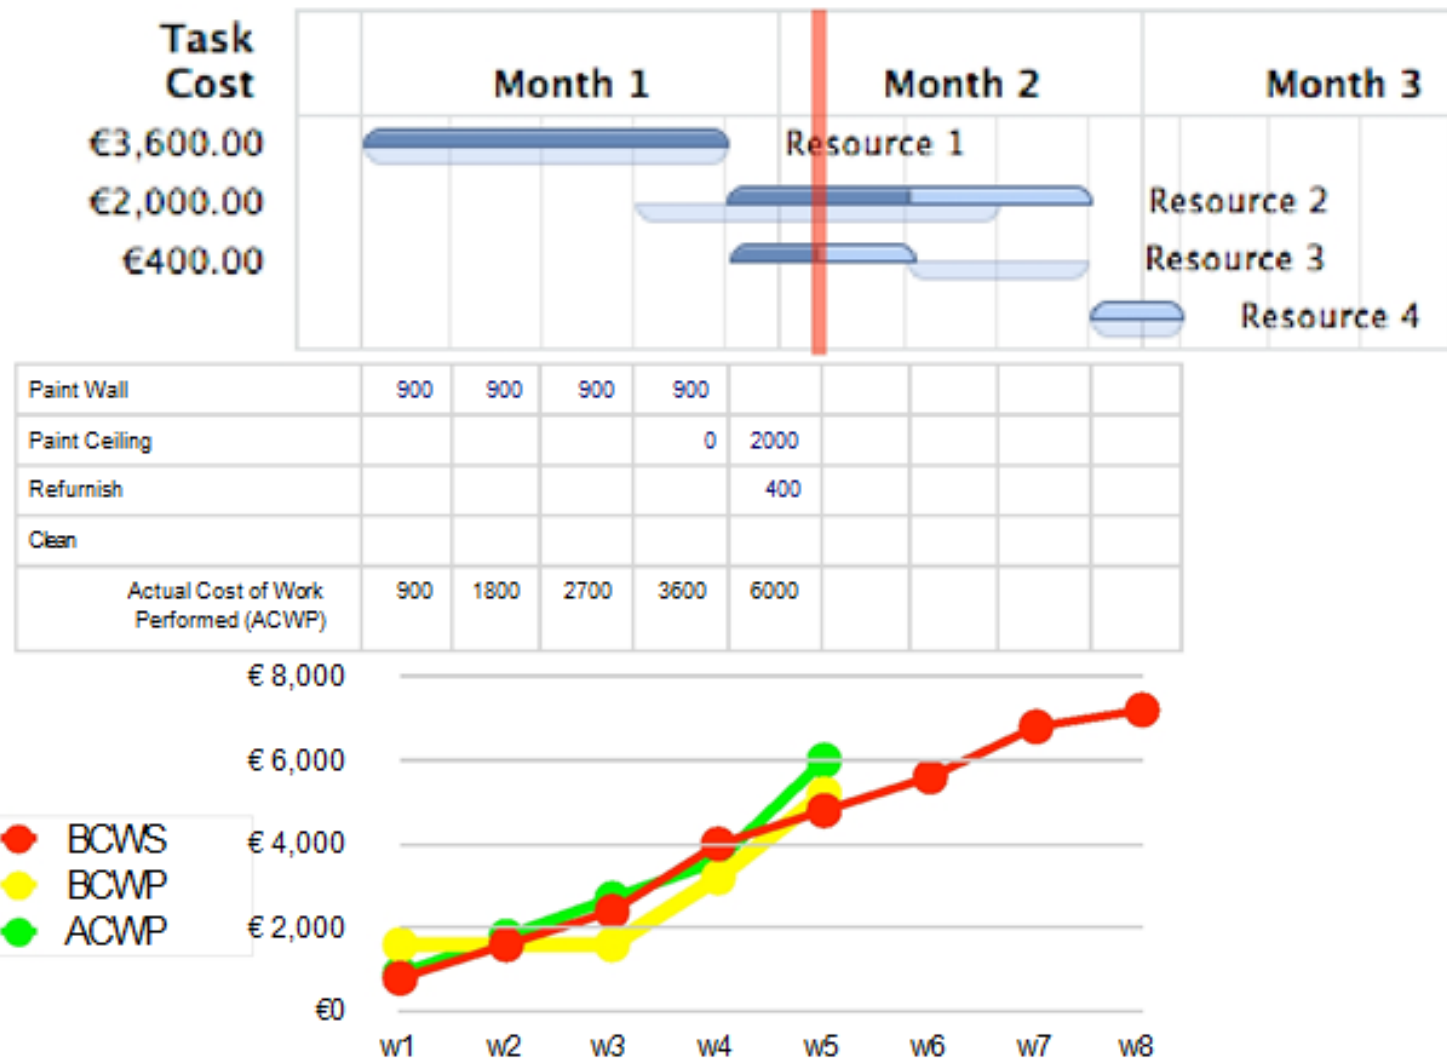 Task
Cost
Month 1 Month 2 Month 3
€3,600.00 Resource 1
€2,000.00 Resource 2
€400.00 Resource 3
Resource 4
Paint Wall 900 900 900 900
Paint Ceiling 0 2000
Refurnish 400
Clean
Actual Cost of Work
Performed (ACWP) 900 1800 2700 3600 6000
€ 8,000
€ 6,000
€ 4,000
€ 2,000
€0
BCWS
BCWP
ACWP
w1 w2 w3 w4 w5 w6 w7 w8